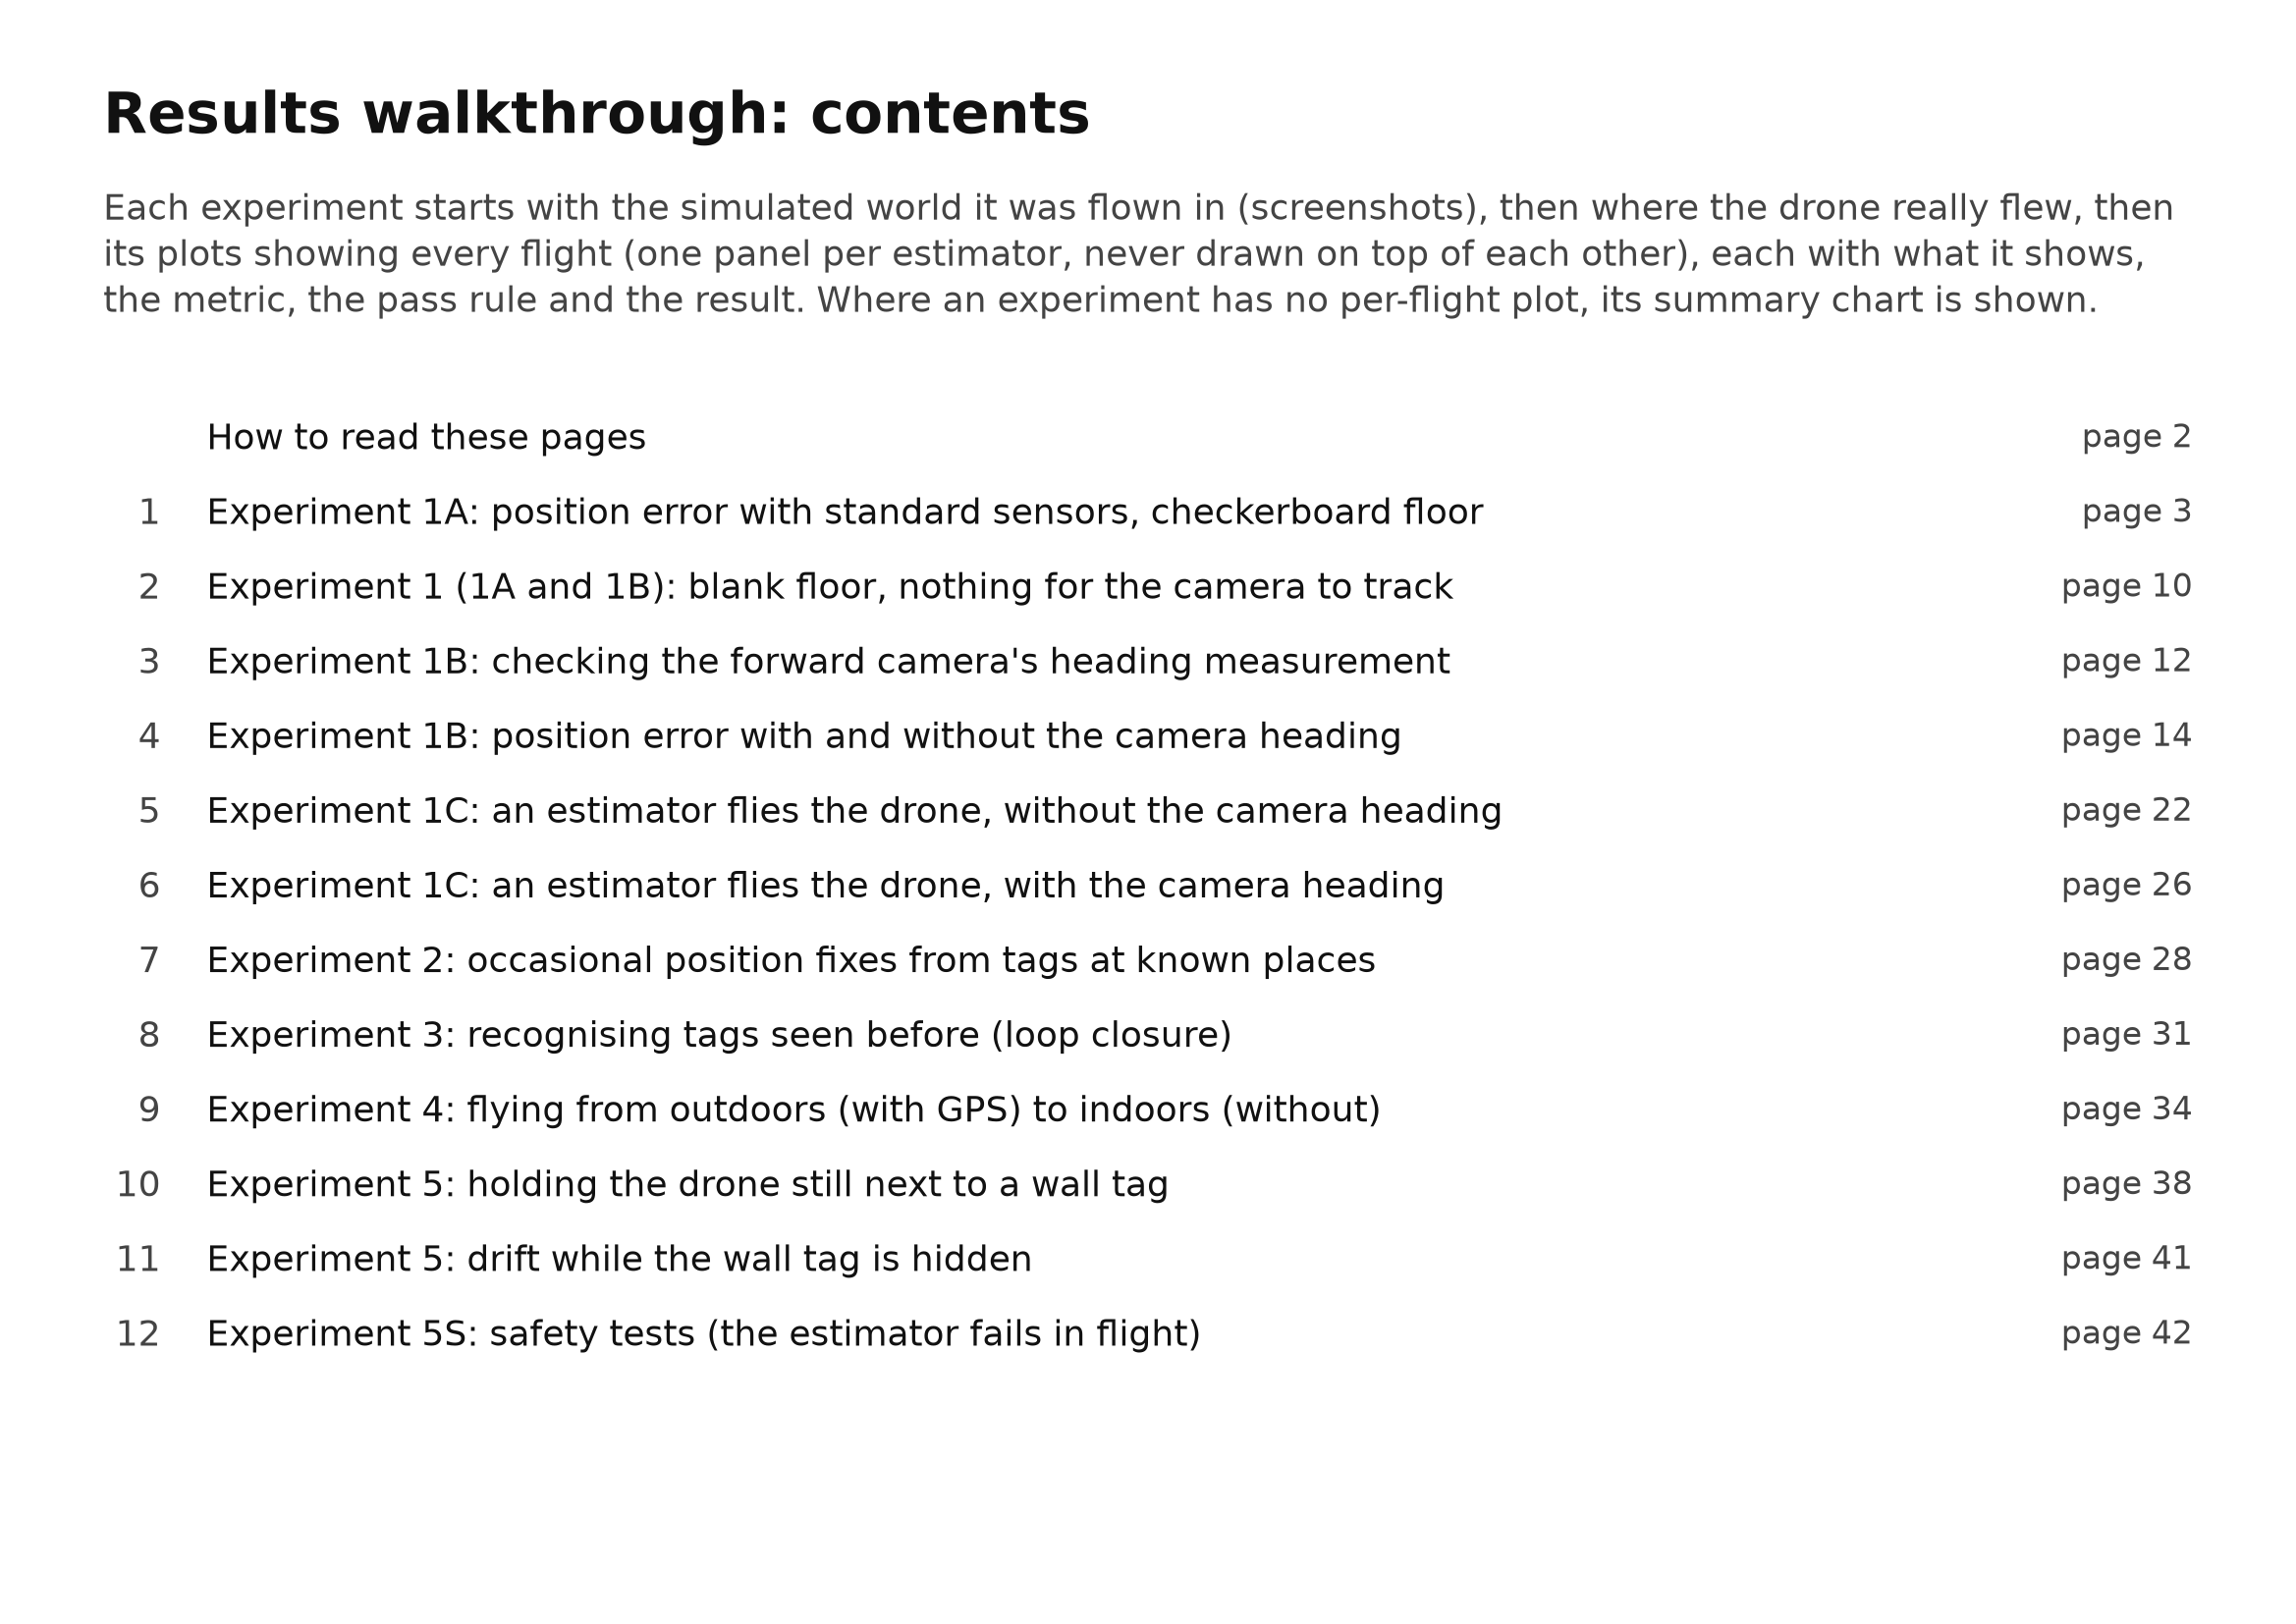 Results walkthrough: contents
Each experiment starts with the simulated world it was flown in (screenshots), then where the drone really flew, then
its plots showing every flight (one panel per estimator, never drawn on top of each other), each with what it shows,
the metric, the pass rule and the result. Where an experiment has no per-flight plot, its summary chart is shown.
How to read these pages page 2
1 Experiment 1A: position error with standard sensors, checkerboard floor page 3
2 Experiment 1 (1A and 1B): blank floor, nothing for the camera to track page 10
3 Experiment 1B: checking the forward camera's heading measurement page 12
4 Experiment 1B: position error with and without the camera heading page 14
5 Experiment 1C: an estimator flies the drone, without the camera heading page 22
6 Experiment 1C: an estimator flies the drone, with the camera heading page 26
7 Experiment 2: occasional position fixes from tags at known places page 28
8 Experiment 3: recognising tags seen before (loop closure) page 31
9 Experiment 4: flying from outdoors (with GPS) to indoors (without) page 34
10 Experiment 5: holding the drone still next to a wall tag page 38
11 Experiment 5: drift while the wall tag is hidden page 41
12 Experiment 5S: safety tests (the estimator fails in flight) page 42